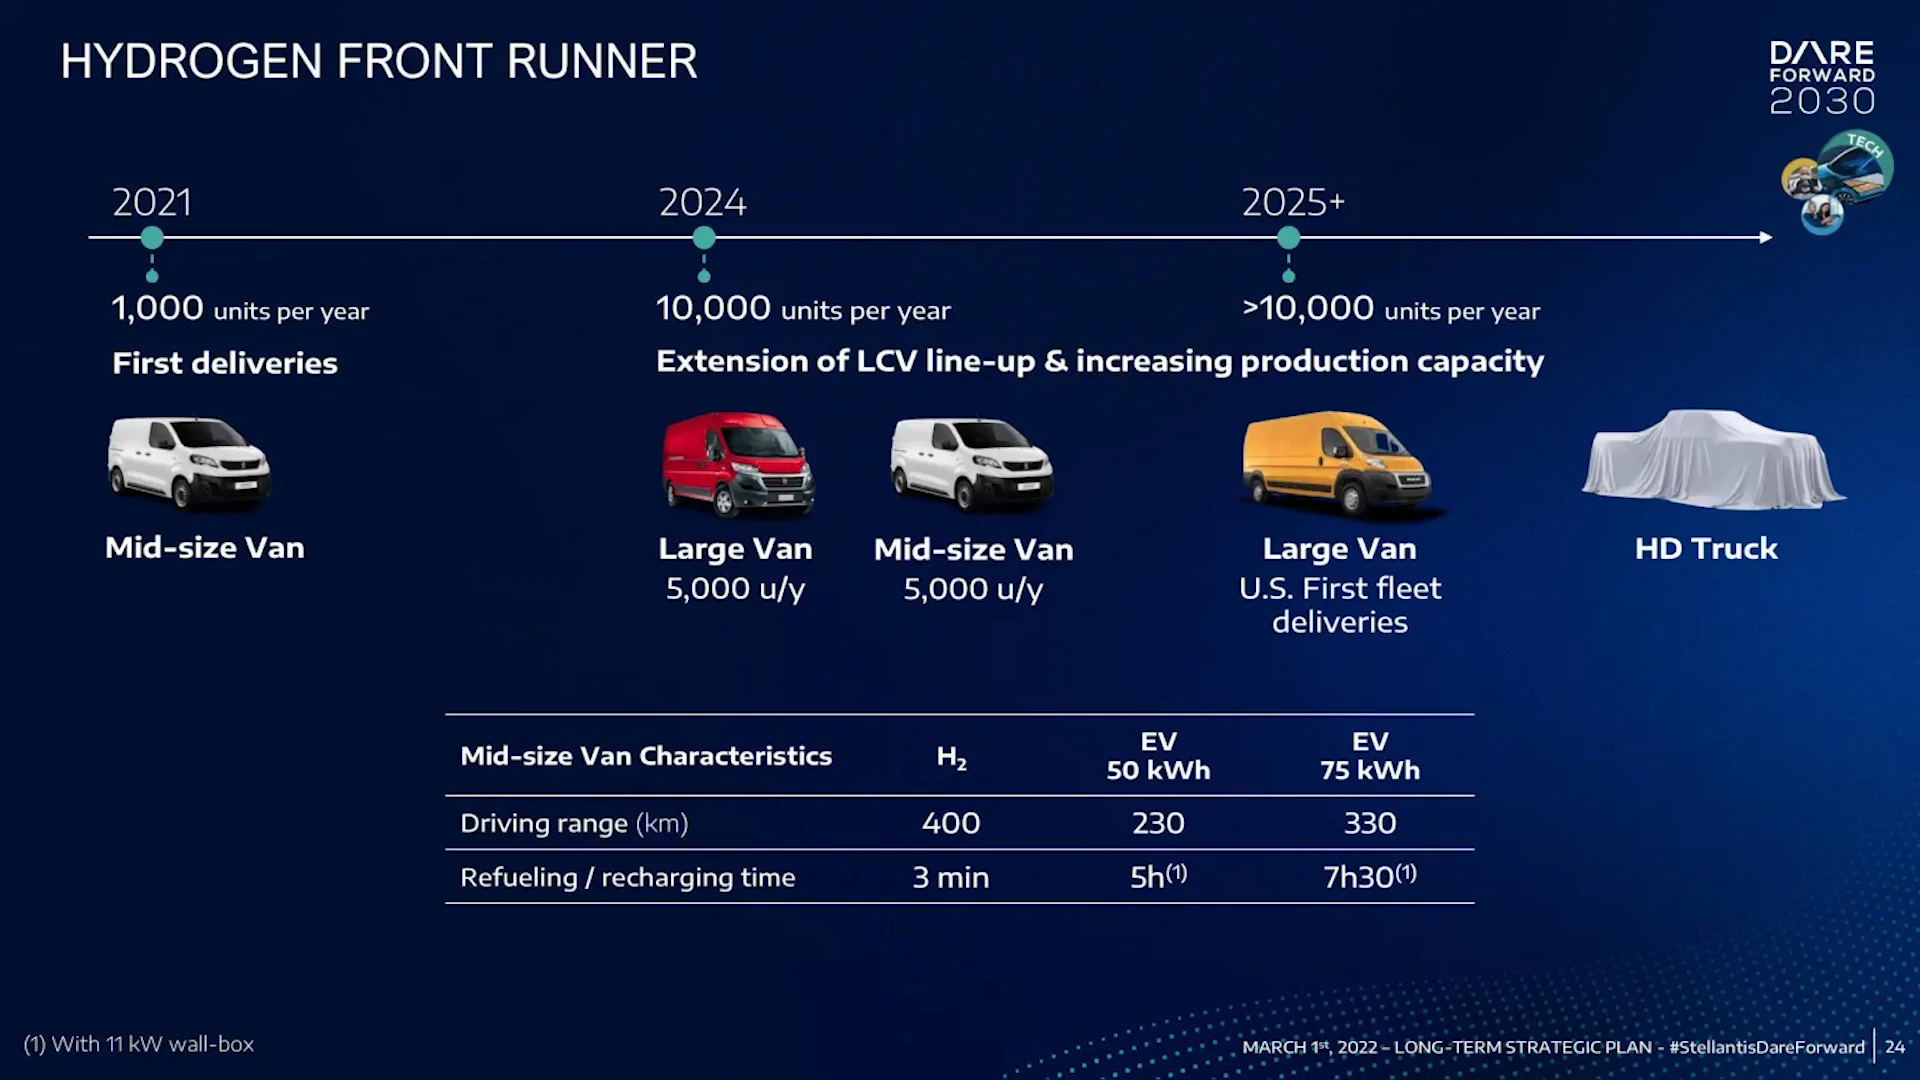 HYDROGEN FRONT RUNNER
DARE
FORWARD
2030
TECH
2021
2024
2025+
1,000 units per year
10,000 units per year
>10,000 units per year
First deliveries
Extension of LCV line-up & increasing production capacity
Mid-size Van
Large Van
5,000 u/y
Mid-size Van
5,000 u/y
Large Van
U.S. First fleet
deliveries
HD Truck
Mid-size Van Characteristics
H₂
EV
50 kWh
EV
75 kWh
Driving range (km)
400
230
330
Refueling / recharging time
3 min
5h⁽¹⁾
7h30⁽¹⁾
(1) With 11 kW wall-box
MARCH 1ˢᵗ, 2022 – LONG-TERM STRATEGIC PLAN - #StellantisDareForward | 24